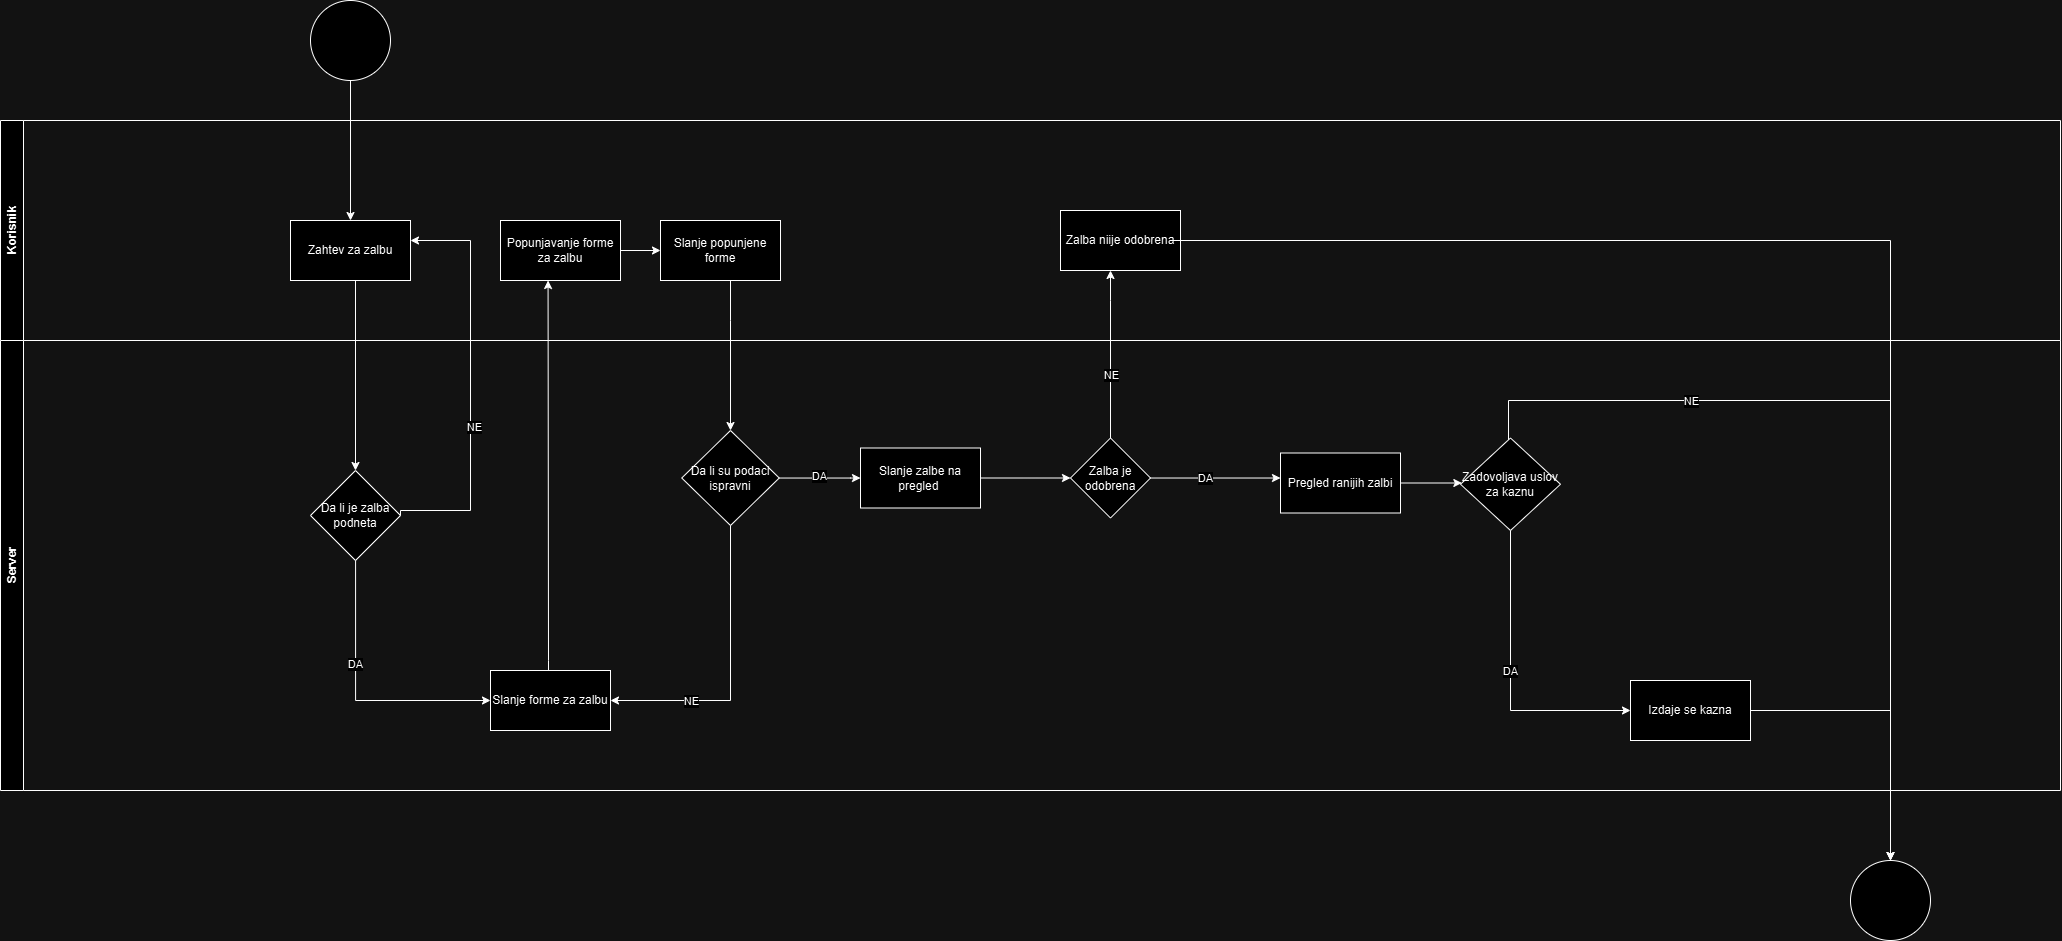 Korisnik
Zahtev za zalbu
Popunjavanje forme
za zalbu
Slanje popunjene
forme
Zalba niije odobrena
NE
NE
NE
Server
Da li je zalba
podneta
Da li su podaci
ispravni
DA
Slanje zalbe na
pregled
Zalba je
odobrena
DA
Pregled ranijih zalbi
Zadovoljava uslov
za kaznu
DA
Slanje forme za zalbu
NE
DA
Izdaje se kazna